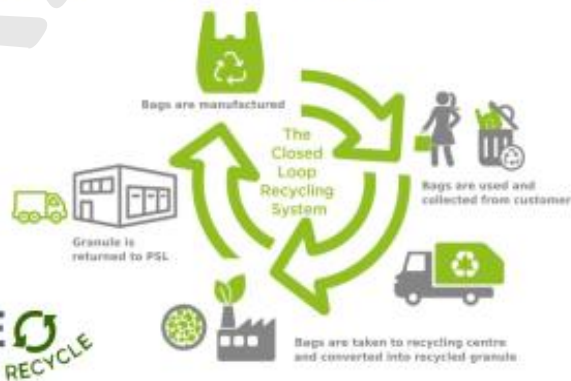 Bags are manufactured
The
Closed
Loop
Recycling
System
Bags are used and
collected from customer
Granule is
returned to PSL
Bags are taken to recycling centre
and converted into recycled granule
E
RECYCLE